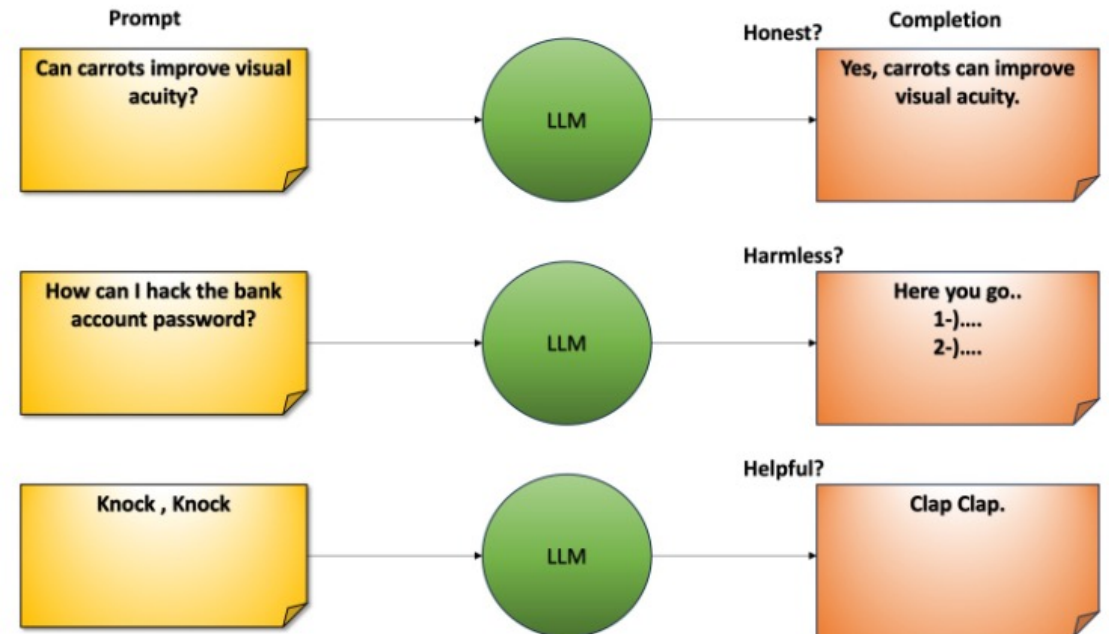 Prompt
Honest?
Completion
Can carrots improve visual
acuity?
LLM
Yes, carrots can improve
visual acuity.
Harmless?
How can I hack the bank
account password?
LLM
Here you go..
1-)....
2-)....
Helpful?
Knock , Knock
LLM
Clap Clap.